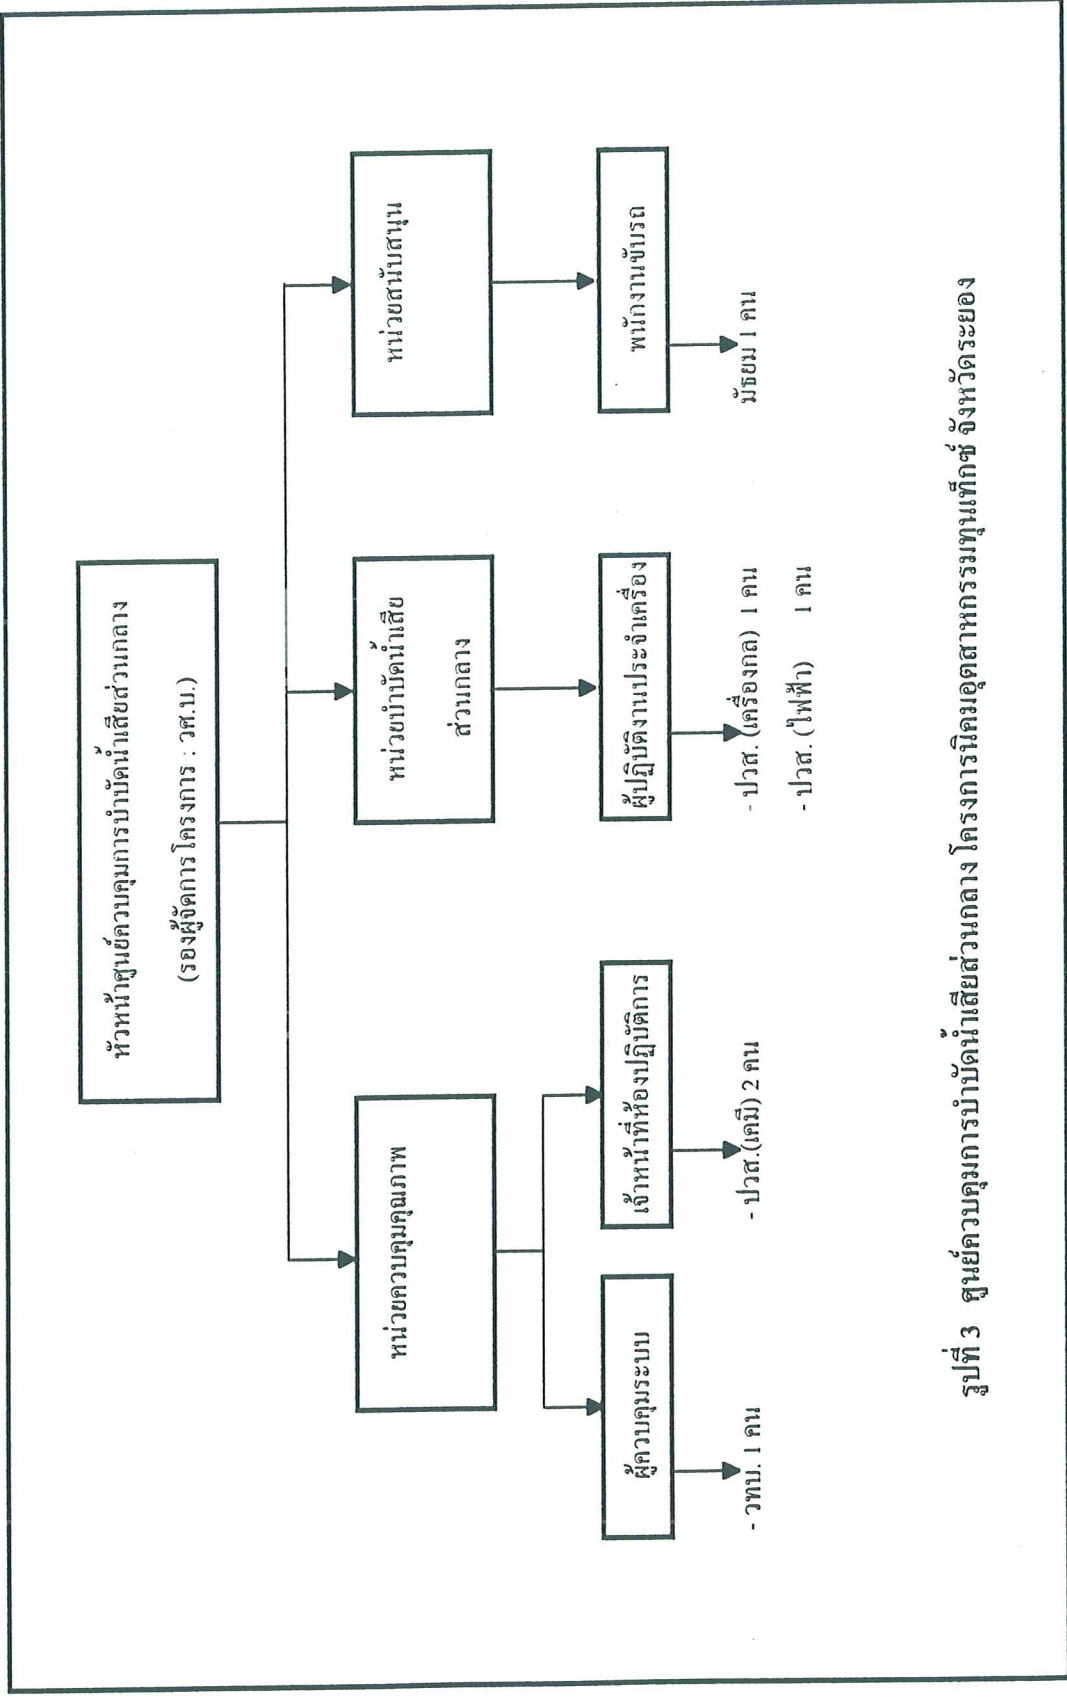 หัวหน้าศูนย์ควบคุมการบำบัดน้ำเสียส่วนกลาง
(รองผู้จัดการโครงการ : วศ.บ.)
หน่วยควบคุมคุณภาพ
หน่วยบำบัดน้ำเสีย
ส่วนกลาง
หน่วยสนับสนุน
ผู้ควบคุมระบบ
เจ้าหน้าที่ห้องปฏิบัติการ
ผู้ปฏิบัติงานประจำเครื่อง
พนักงานขับรถ
- วทบ. 1 คน
- ปวส.(เคมี) 2 คน
- ปวส. (เครื่องกล) 1 คน
- ปวส. (ไฟฟ้า) 1 คน
มัธยม 1 คน
รูปที่ 3 ศูนย์ควบคุมการบำบัดน้ำเสียส่วนกลาง โครงการนิคมอุตสาหกรรมทุนเท็กซ์ จังหวัดระยอง